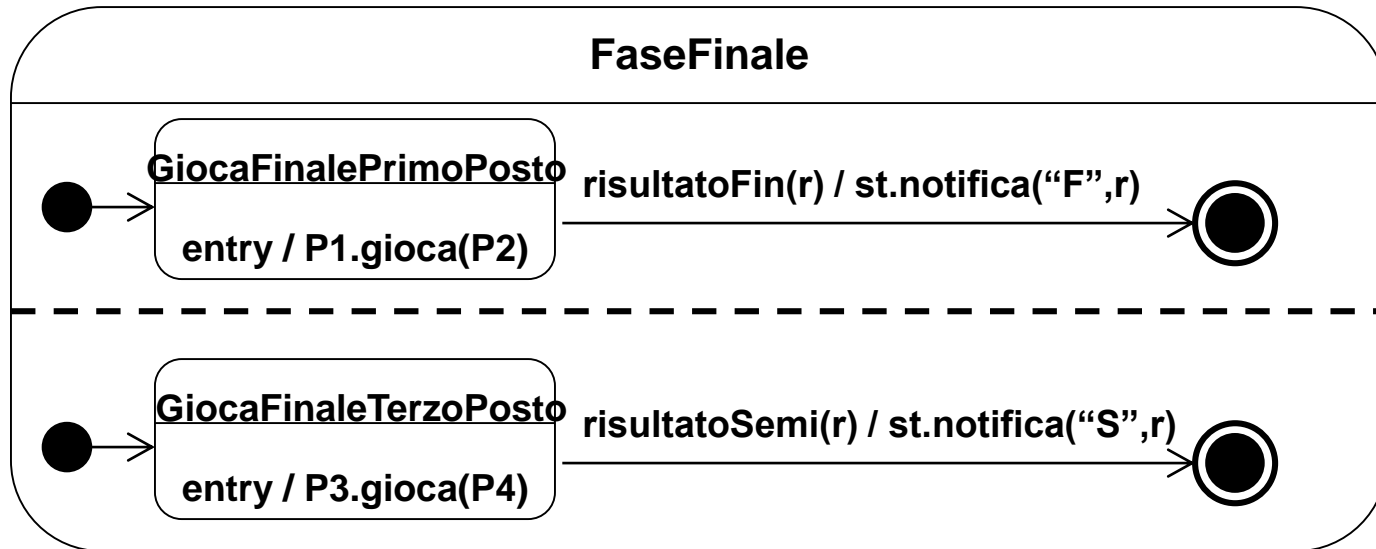 FaseFinale
GiocaFinalePrimoPosto
risultatoFin(r) / st.notifica(“F”,r)
entry / P1.gioca(P2)
GiocaFinaleTerzoPosto
risultatoSemi(r) / st.notifica(“S”,r)
entry / P3.gioca(P4)